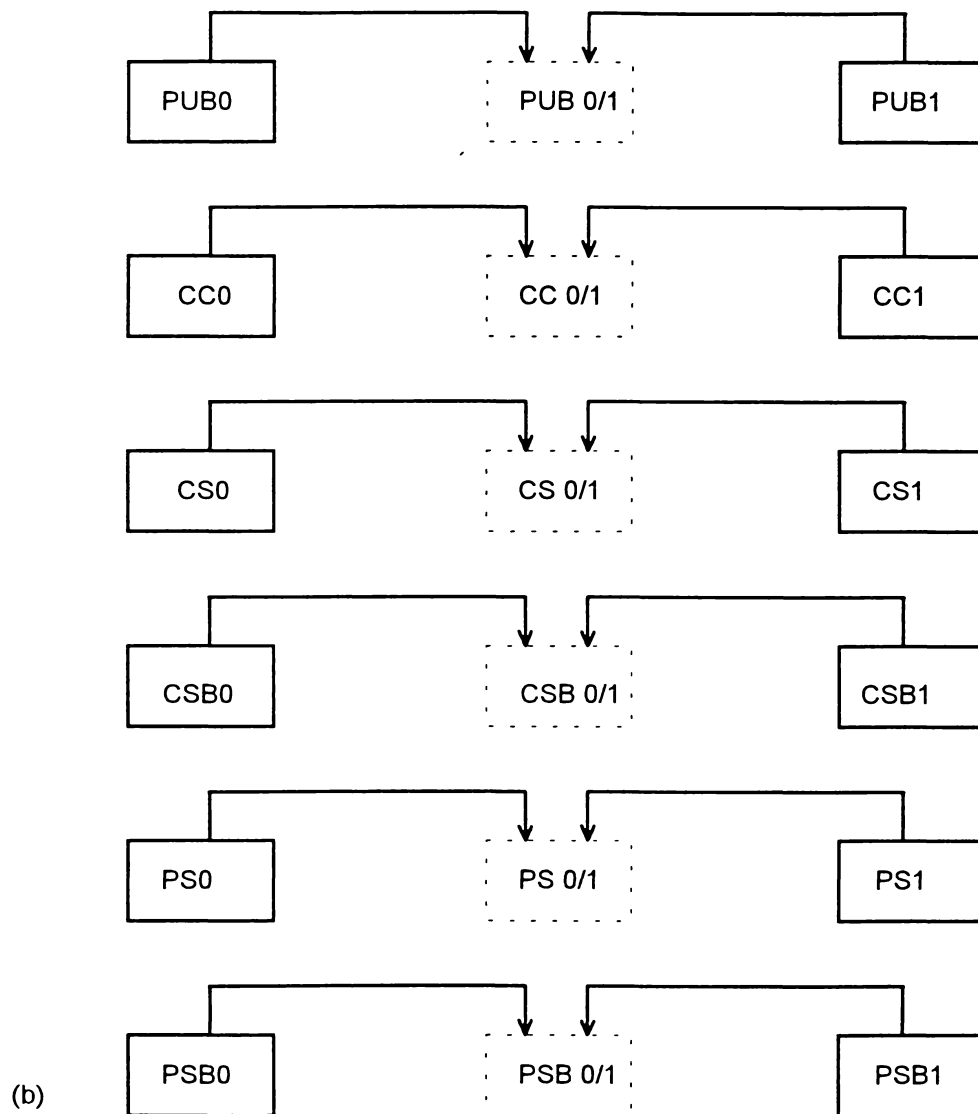 PUB0 PUB 0/1 PUB1
CC0 CC 0/1 CC1
CS0 CS 0/1 CS1
CSB0 CSB 0/1 CSB1
PS0 PS 0/1 PS1
PSB0 PSB 0/1 PSB1
(b)